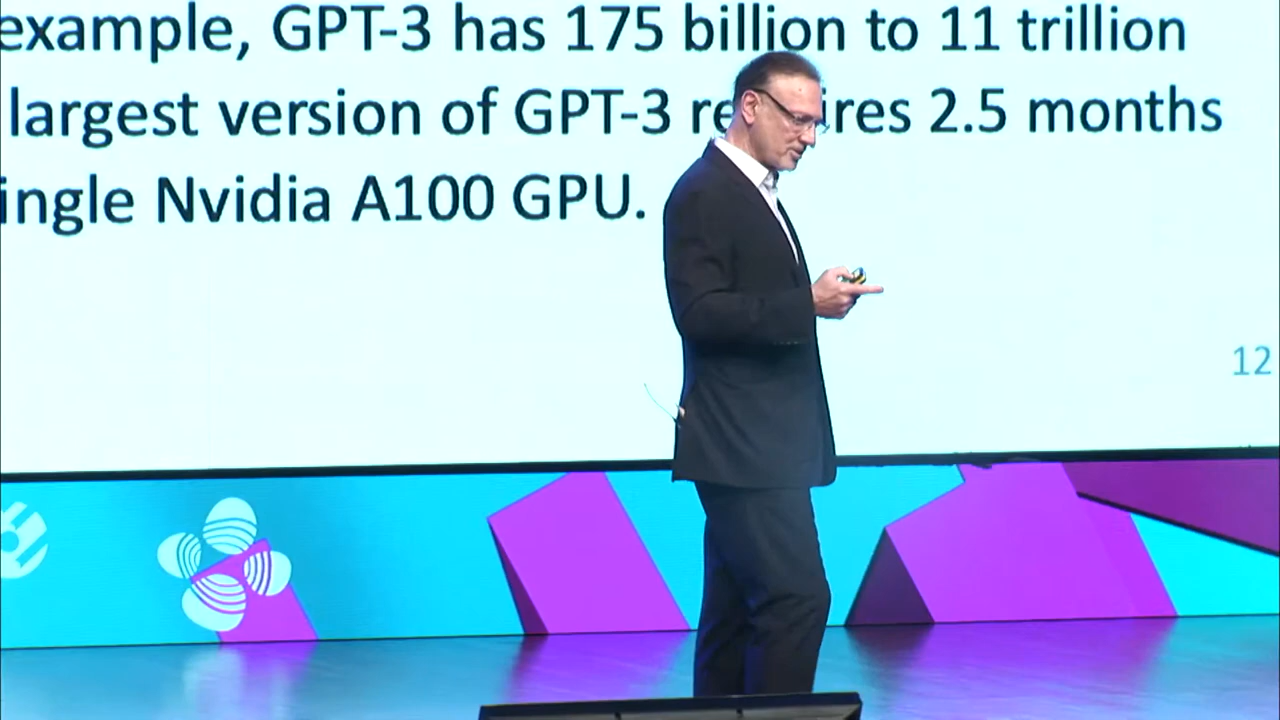 example, GPT-3 has 175 billion to 11 trillion
largest version of GPT-3 re ires 2.5 months
ingle Nvidia A100 GPU.
12